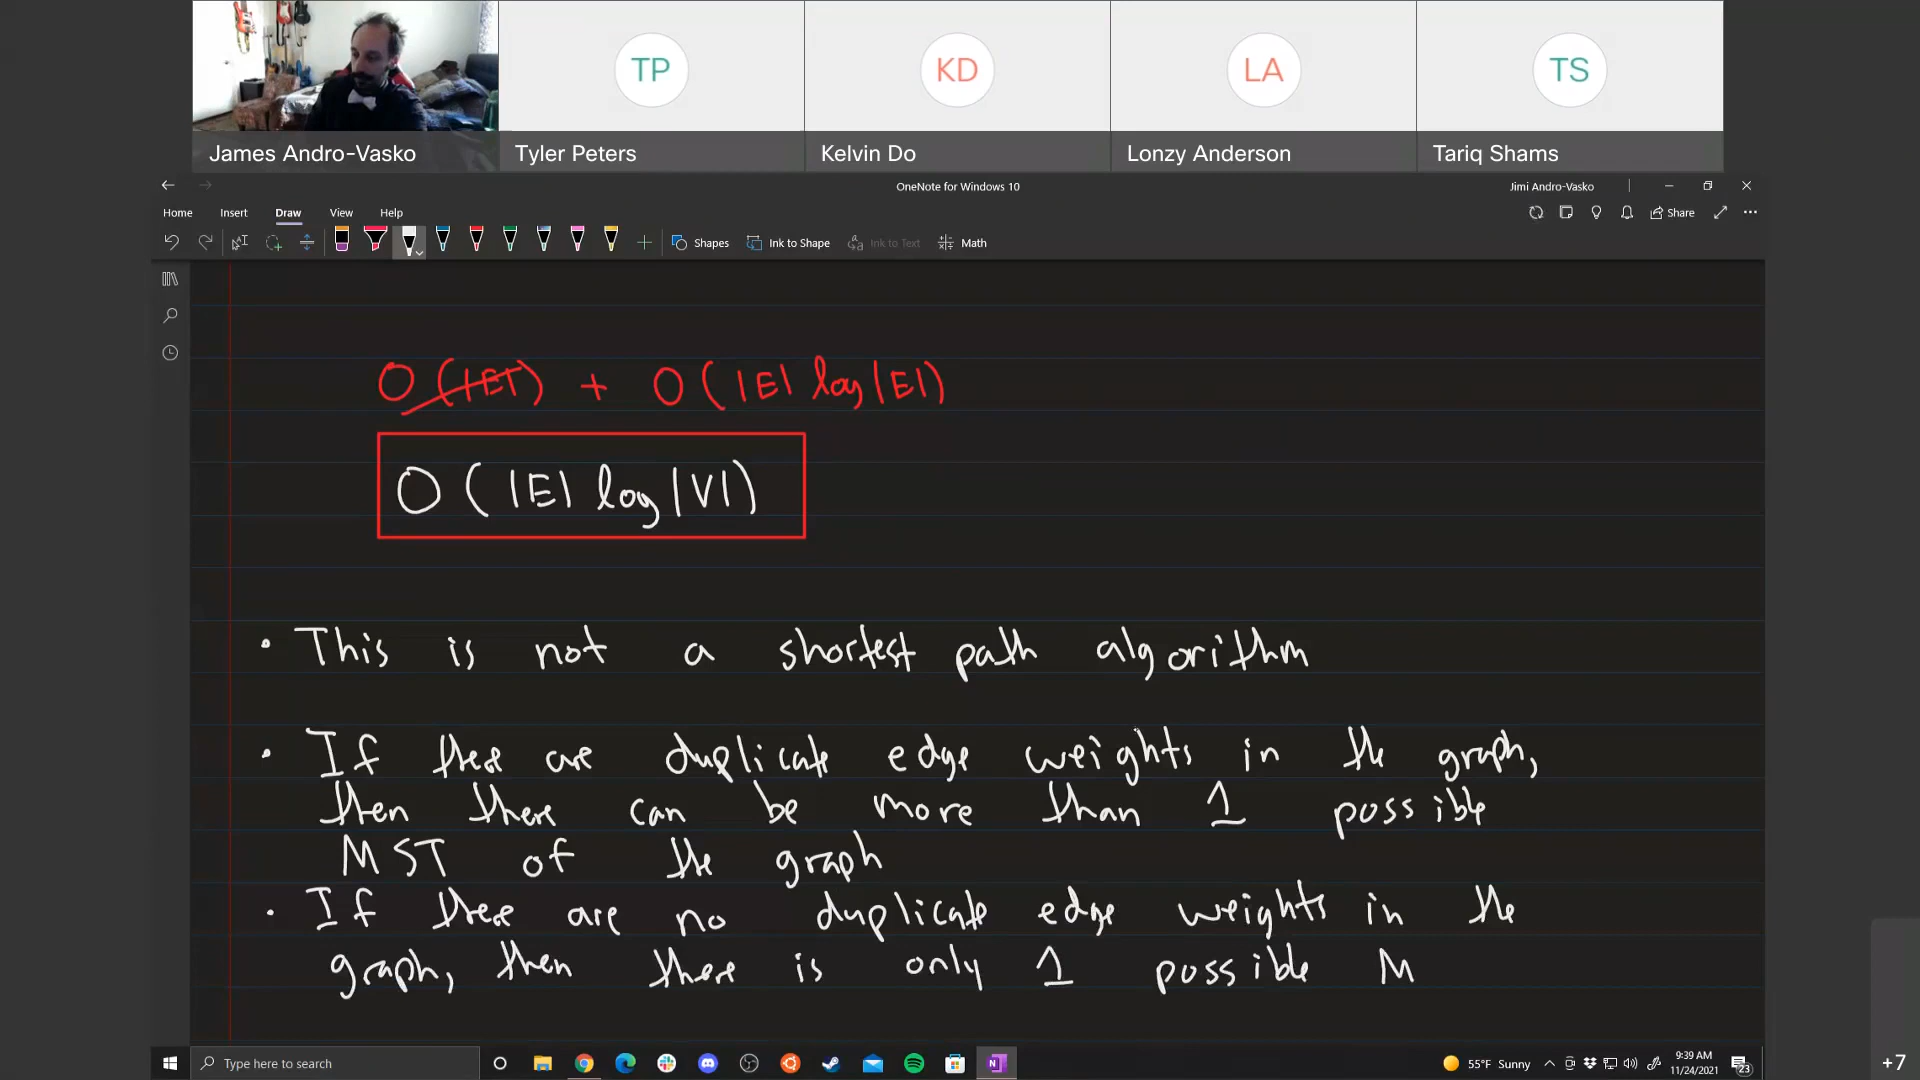 TP
KD
LA
TS
James Andro-Vasko
Tyler Peters
Kelvin Do
Lonzy Anderson
Tariq Shams
OneNote for Windows 10
Jimi Andro-Vasko
Home Insert Draw View Help
Share
Shapes Ink to Shape Ink to Text Math
O (|E|) + O (|E| log |E|)
O (|E| log |V|)
• This is not a shortest path algorithm
• If there are duplicate edge weights in the graph,
then there can be more than 1 possible
MST of the graph
• If there are no duplicate edge weights in the
graph, then there is only 1 possible M
Type here to search
55°F Sunny
9:39 AM
11/24/2021
23
+7